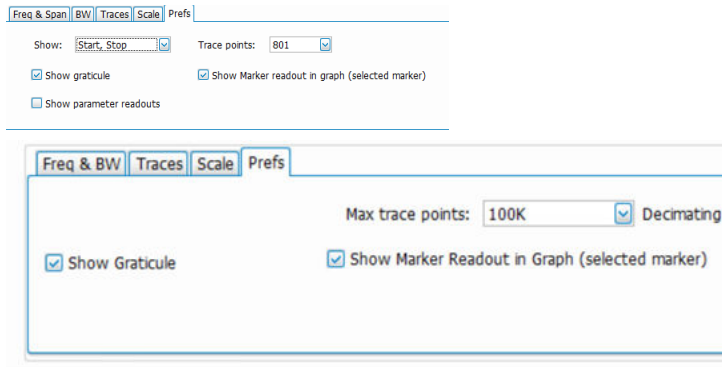 Freq & Span BW Traces Scale Prefs
Show: Start, Stop Trace points: 801
Show graticule Show Marker readout in graph (selected marker)
Show parameter readouts
Freq & BW Traces Scale Prefs
Max trace points: 100K Decimating
Show Graticule Show Marker Readout in Graph (selected marker)